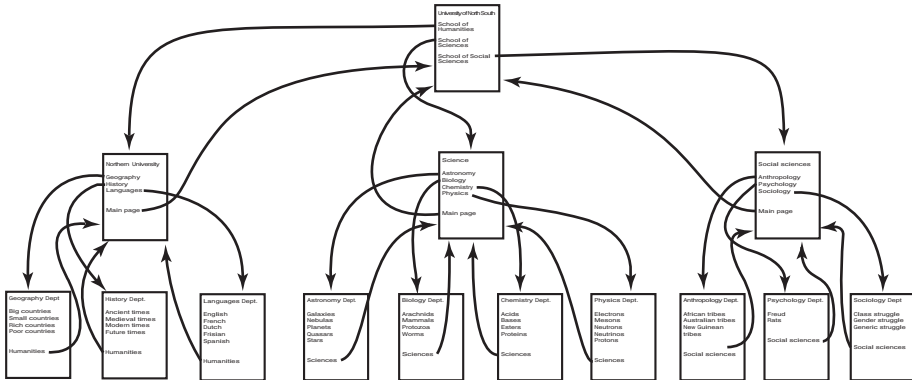 University of North South
School of
Humanities
School of
Sciences
School of Social
Sciences
Northern University
Geography
History
Languages
Main page
Science
Astronomy
Biology
Chemistry
Physics
Main page
Social sciences
Anthropology
Psychology
Sociology
Main page
Geography Dept
Big countries
Small countries
Rich countries
Poor countries
Humanities
History Dept.
Ancient times
Medieval times
Modern times
Future times
Humanities
Languages Dept.
English
French
Dutch
Frisian
Spanish
Humanities
Astronomy Dept.
Galaxies
Nebulas
Planets
Quasars
Stars
Sciences
Biology Dept.
Arachnids
Mammals
Protozoa
Worms
Sciences
Chemistry Dept.
Acids
Bases
Esters
Proteins
Sciences
Physics Dept.
Electrons
Mesons
Neutrons
Neutrinos
Protons
Sciences
Anthropology Dept.
African tribes
Australian tribes
New Guinean
tribes
Social sciences
Psychology Dept.
Freud
Rats
Social sciences
Sociology Dept
Class struggle
Gender struggle
Generic struggle
Social sciences